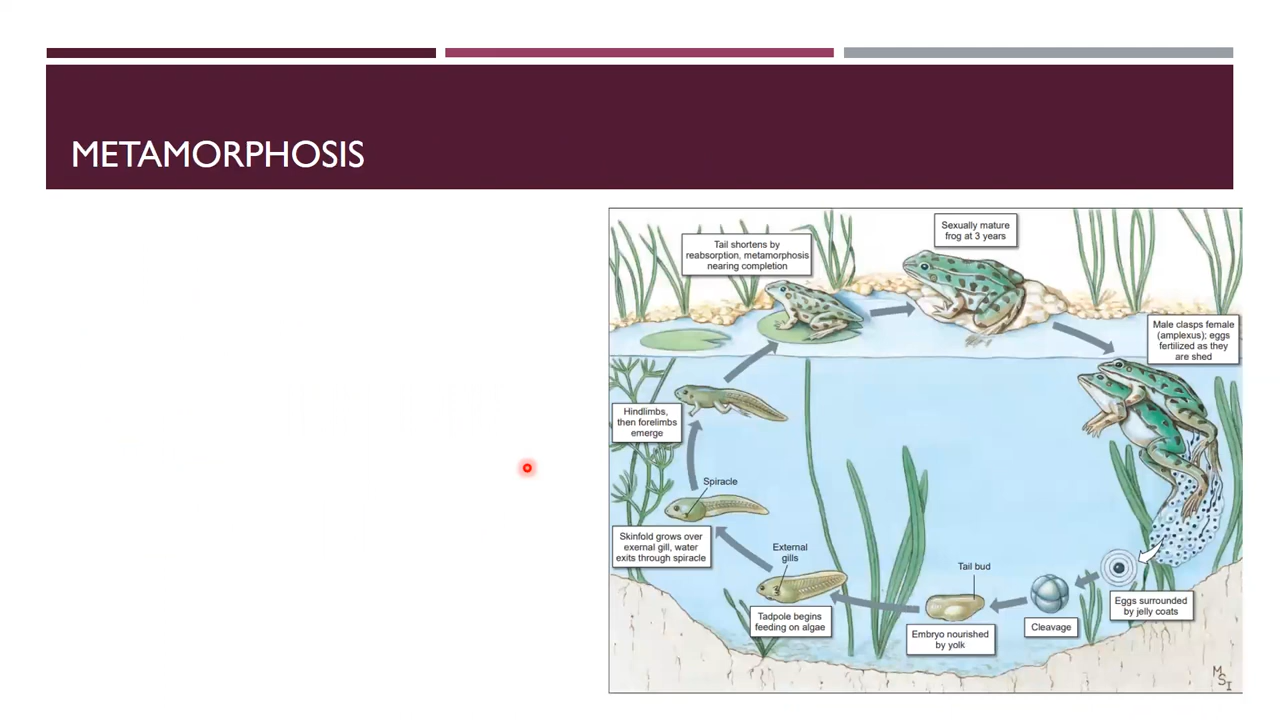 METAMORPHOSIS
Sexually mature
frog at 3 years
Tail shortens by
reabsorption, metamorphosis
nearing completion
Male clasps female
(amplexus); eggs
fertilized as they
are shed
Hindlimbs,
then forelimbs
emerge
Spiracle
Skinfold grows over
exernal gill, water
exits through spiracle
External
gills
Tadpole begins
feeding on algae
Tail bud
Embryo nourished
by yolk
Cleavage
Eggs surrounded
by jelly coats
MSI